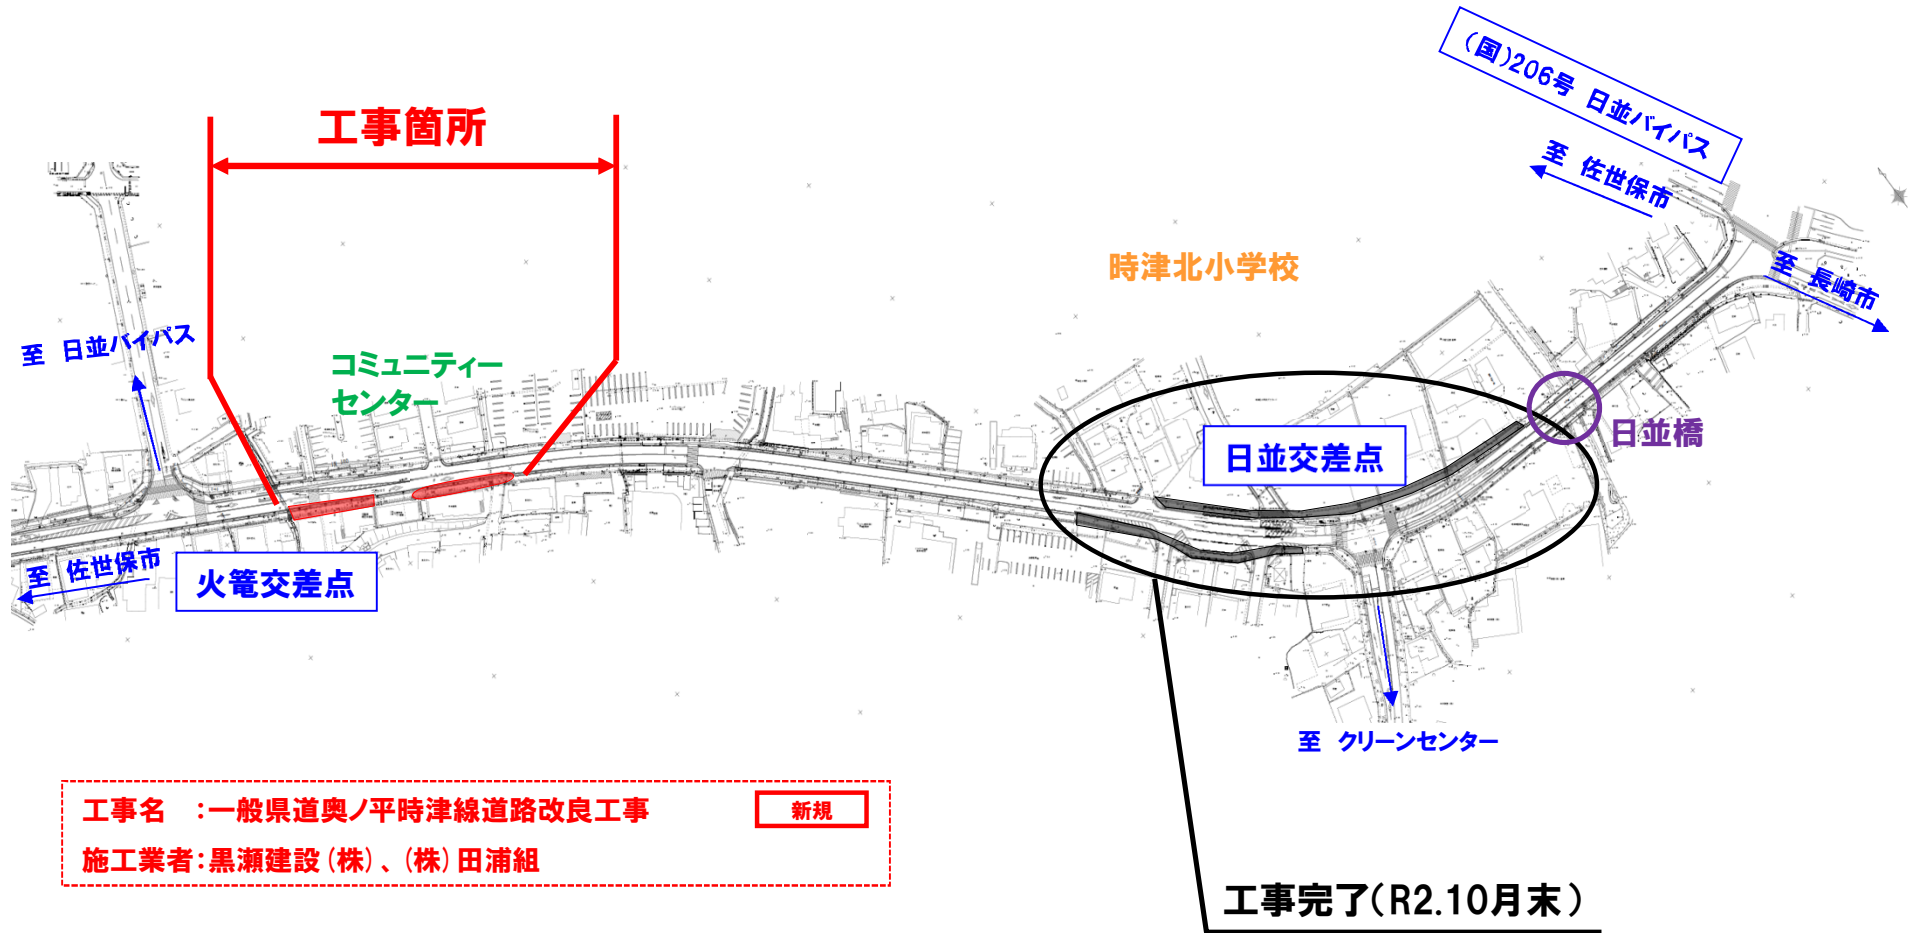 (国)206号 日並バイパス
工事箇所
至 佐世保市
時津北小学校
至 長崎市
至 日並バイパス
コミュニティー
センター
日並橋
日並交差点
至 佐世保市
火篭交差点
至 クリーンセンター
工事名 :一般県道奥ノ平時津線道路改良工事
新規
施工業者:黒瀬建設(株)、(株)田浦組
工事完了(R2.10月末)